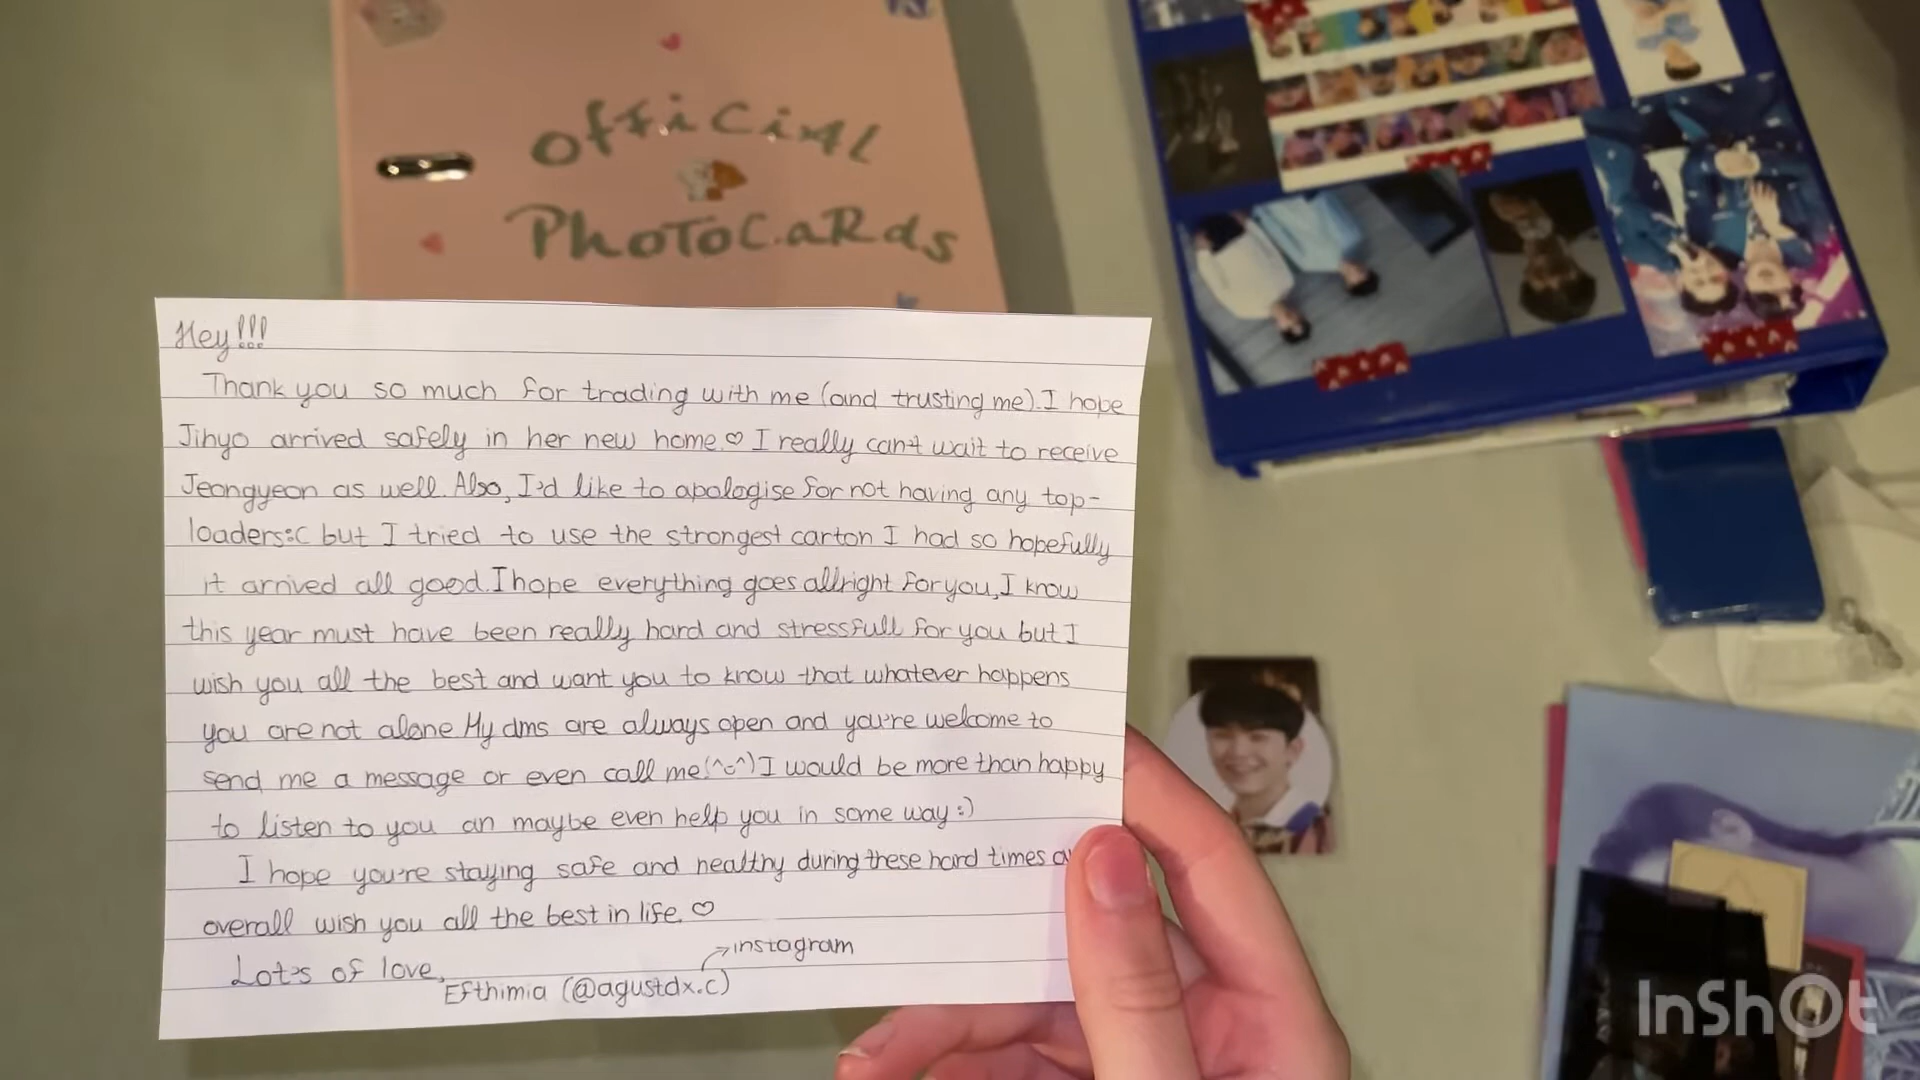 OfficiAL
PhoToCaRds
Hey!!!
Thank you so much for trading with me (and trusting me). I hope
Jihyo arrived safely in her new home ♡ I really can't wait to receive
Jeongyeon as well. Also, I'd like to apologise for not having any top-
loaders:c but I tried to use the strongest carton I had so hopefully
it arrived all good. I hope everything goes allright for you, I know
this year must have been really hard and stressfull for you but I
wish you all the best and want you to know that whatever happens
you are not alone. My dms are always open and you're welcome to
send me a message or even call me (^-^) I would be more than happy
to listen to you an maybe even help you in some way :)
I hope you're staying safe and healthy during these hard times
overall wish you all the best in life. ♡
Lot's of love,
instagram
Efthimia (@agustdx.c)
InShOt